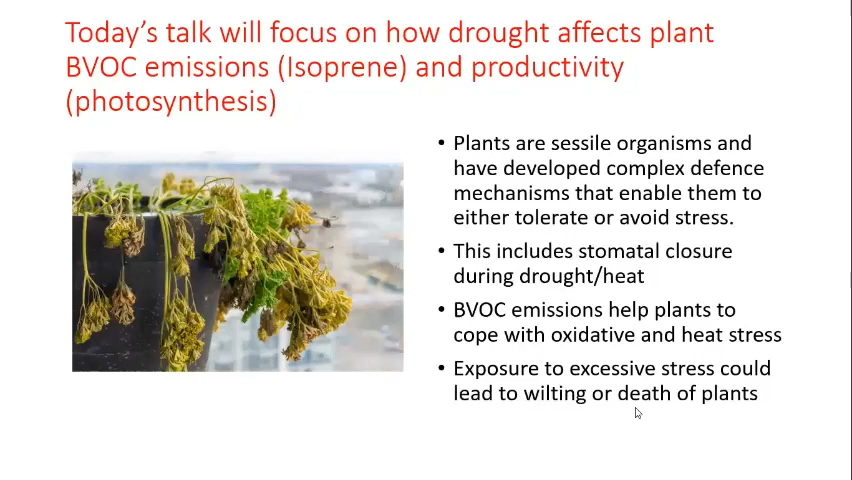 Today’s talk will focus on how drought affects plant
BVOC emissions (Isoprene) and productivity
(photosynthesis)
• Plants are sessile organisms and
have developed complex defence
mechanisms that enable them to
either tolerate or avoid stress.
• This includes stomatal closure
during drought/heat
• BVOC emissions help plants to
cope with oxidative and heat stress
• Exposure to excessive stress could
lead to wilting or death of plants